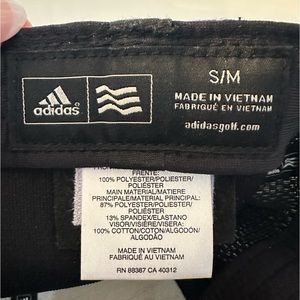 adidas
S/M
MADE IN VIETNAM
FABRIQUÉ EN VIETNAM
adidasgolf.com
FRENTE:
100% POLYESTER/POLIESTER/
POLIÉSTER
MAIN MATERIAL/MATIERE
PRINCIPALE/MATERIAL PRINCIPAL:
87% POLYESTER/POLIESTER/
POLIÉSTER
13% SPANDEX/ELASTANO
VISOR/VISIÈRE/VISERA:
100% COTTON/COTON/ALGODON/
ALGODÃO
MADE IN VIETNAM
FABRIQUÉ AU VIETNAM
RN 88387 CA 40312